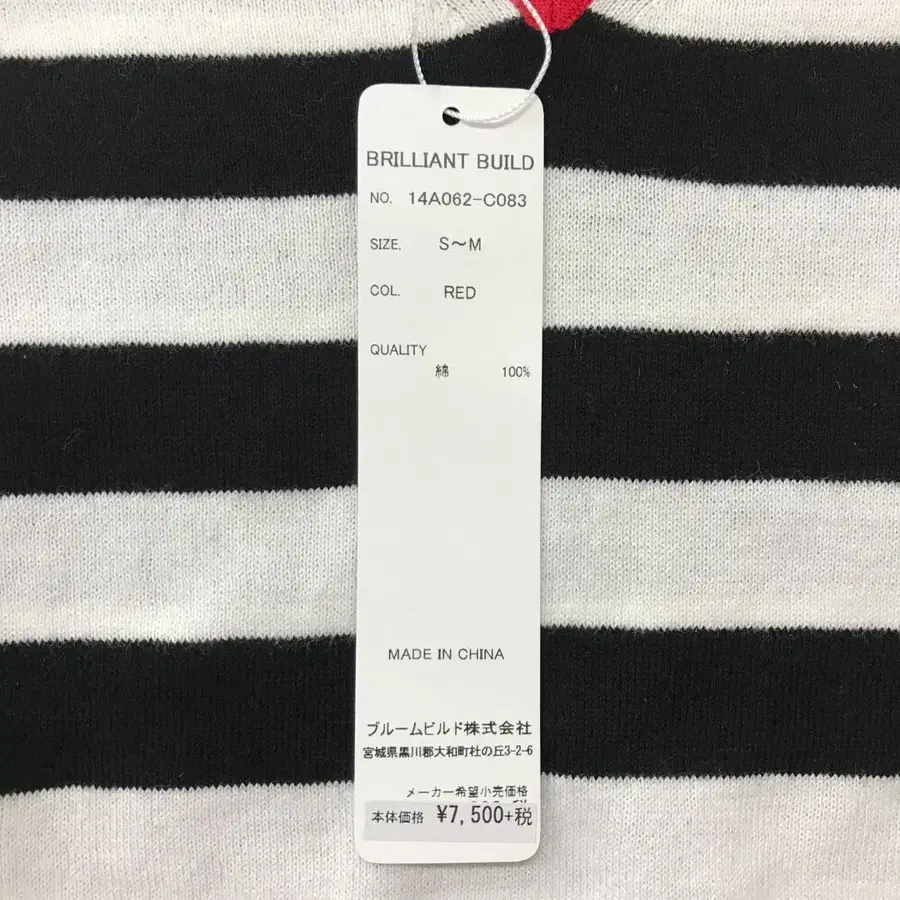 BRILLIANT BUILD
NO. 14A062-C083
SIZE. S～M
COL. RED
QUALITY
綿 100%
MADE IN CHINA
ブルームビルド株式会社
宮城県黒川郡大和町杜の丘3-2-6
メーカー希望小売価格
本体価格 ¥7,500+税